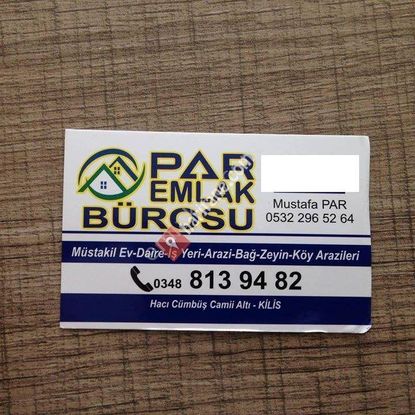 PAR
EMLAK
BÜROSU
Mustafa PAR
0532 296 52 64
Müstakil Ev-Daire-İş Yeri-Arazi-Bağ-Zeyin-Köy Arazileri
0348 813 94 82
Hacı Cümbüş Camii Altı - KİLİS